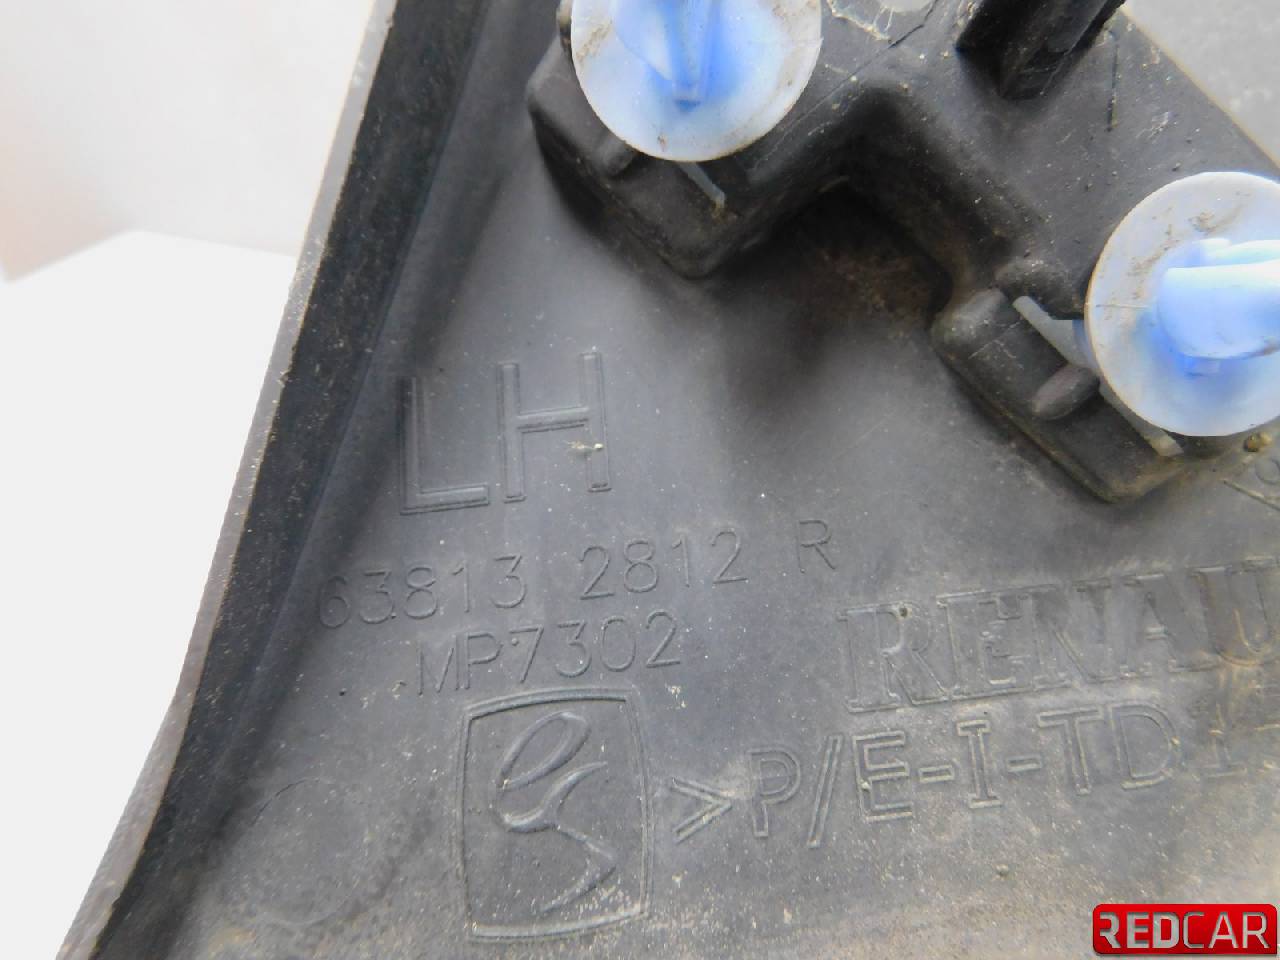 LH
63813 2812 R
MP7302
RENAU
>P/E-I-TD
REDCAR